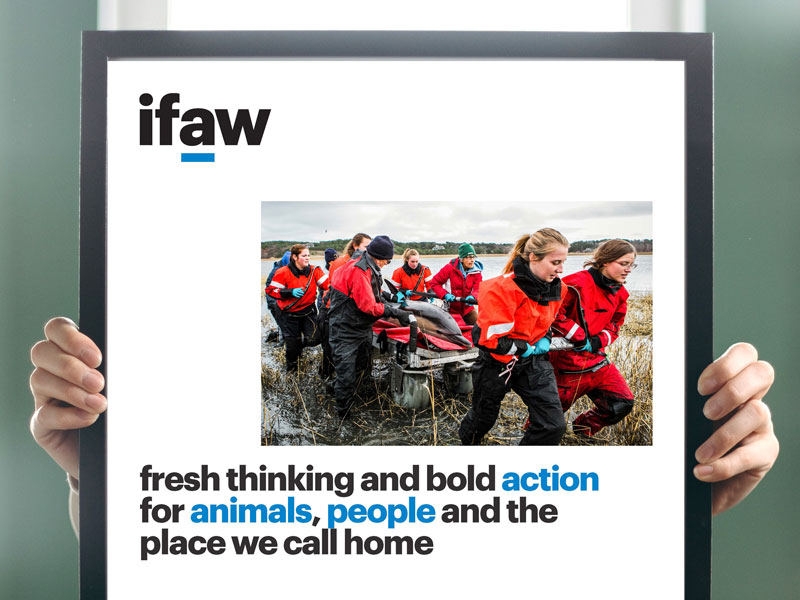 ifaw
fresh thinking and bold action
for animals, people and the
place we call home